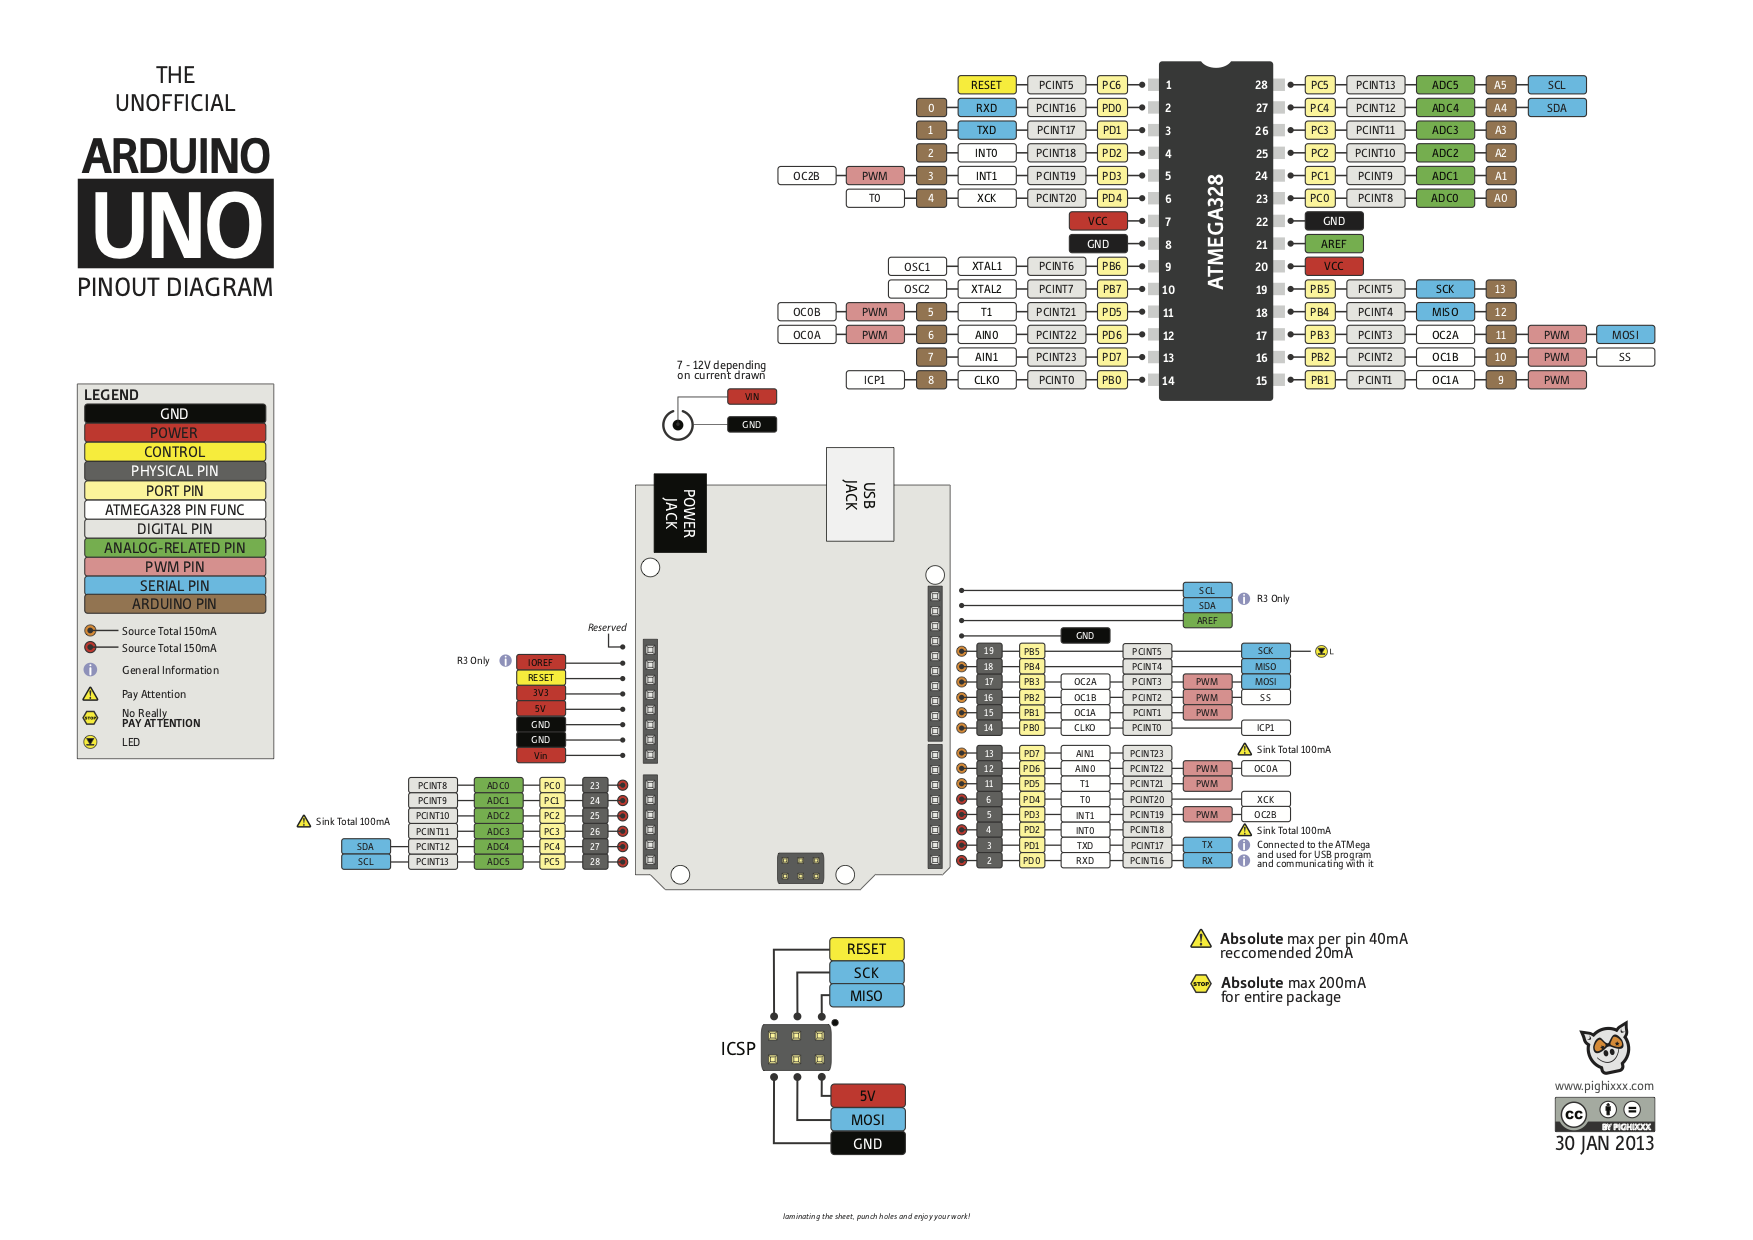 THE
UNOFFICIAL
ARDUINO
UNO
PINOUT DIAGRAM
LEGEND
GND
POWER
CONTROL
PHYSICAL PIN
PORT PIN
ATMEGA328 PIN FUNC
DIGITAL PIN
ANALOG-RELATED PIN
PWM PIN
SERIAL PIN
ARDUINO PIN
Source Total 150mA
Source Total 150mA
General Information
Pay Attention
STOP
No Really
PAY ATTENTION
LED
RESET PCINT5 PC6 1
0 RXD PCINT16 PD0 2
1 TXD PCINT17 PD1 3
2 INT0 PCINT18 PD2 4
OC2B PWM 3 INT1 PCINT19 PD3 5
T0 4 XCK PCINT20 PD4 6
VCC 7
GND 8
OSC1 XTAL1 PCINT6 PB6 9
OSC2 XTAL2 PCINT7 PB7 10
OC0B PWM 5 T1 PCINT21 PD5 11
OC0A PWM 6 AIN0 PCINT22 PD6 12
7 AIN1 PCINT23 PD7 13
ICP1 8 CLKO PCINT0 PB0 14
ATMEGA328
28 PC5 PCINT13 ADC5 A5 SCL
27 PC4 PCINT12 ADC4 A4 SDA
26 PC3 PCINT11 ADC3 A3
25 PC2 PCINT10 ADC2 A2
24 PC1 PCINT9 ADC1 A1
23 PC0 PCINT8 ADC0 A0
22 GND
21 AREF
20 VCC
19 PB5 PCINT5 SCK 13
18 PB4 PCINT4 MISO 12
17 PB3 PCINT3 OC2A 11 PWM MOSI
16 PB2 PCINT2 OC1B 10 PWM SS
15 PB1 PCINT1 OC1A 9 PWM
7 - 12V depending
on current drawn
VIN
GND
POWER
JACK
USB
JACK
Reserved
R3 Only IOREF
RESET
3V3
5V
GND
GND
Vin
PCINT8 ADC0 PC0 23
PCINT9 ADC1 PC1 24
PCINT10 ADC2 PC2 25
Sink Total 100mA
PCINT11 ADC3 PC3 26
SDA PCINT12 ADC4 PC4 27
SCL PCINT13 ADC5 PC5 28
SCL
SDA
R3 Only
AREF
GND
19 PB5 PCINT5 SCK L
18 PB4 PCINT4 MISO
17 PB3 OC2A PCINT3 PWM MOSI
16 PB2 OC1B PCINT2 PWM SS
15 PB1 OC1A PCINT1 PWM
14 PB0 CLKO PCINT0 ICP1
Sink Total 100mA
13 PD7 AIN1 PCINT23
12 PD6 AIN0 PCINT22 PWM OC0A
11 PD5 T1 PCINT21 PWM
6 PD4 T0 PCINT20 XCK
5 PD3 INT1 PCINT19 PWM OC2B
4 PD2 INT0 PCINT18
Sink Total 100mA
3 PD1 TXD PCINT17 TX
2 PD0 RXD PCINT16 RX
Connected to the ATMega
and used for USB program
and communicating with it
RESET
SCK
MISO
ICSP
5V
MOSI
GND
Absolute max per pin 40mA
reccomended 20mA
STOP
Absolute max 200mA
for entire package
www.pighixxx.com
cc
BY PIGHIXXX
30 JAN 2013
laminating the sheet, punch holes and enjoy your work!